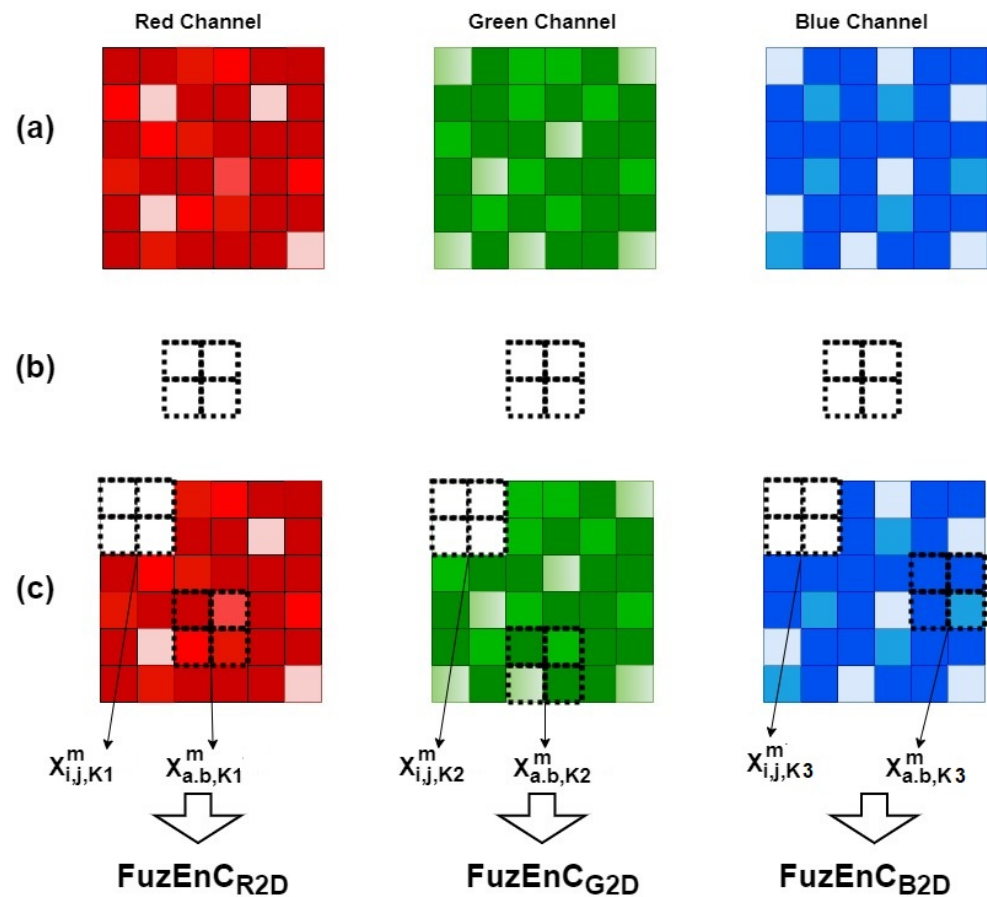 Red Channel Green Channel Blue Channel
(a)
(b)
(c)
X^m_{i,j,K1} X^m_{a.b,K1} X^m_{i,j,K2} X^m_{a.b,K2} X^m_{i,j,K3} X^m_{a.b,K3}
FuzEnC_{R2D} FuzEnC_{G2D} FuzEnC_{B2D}